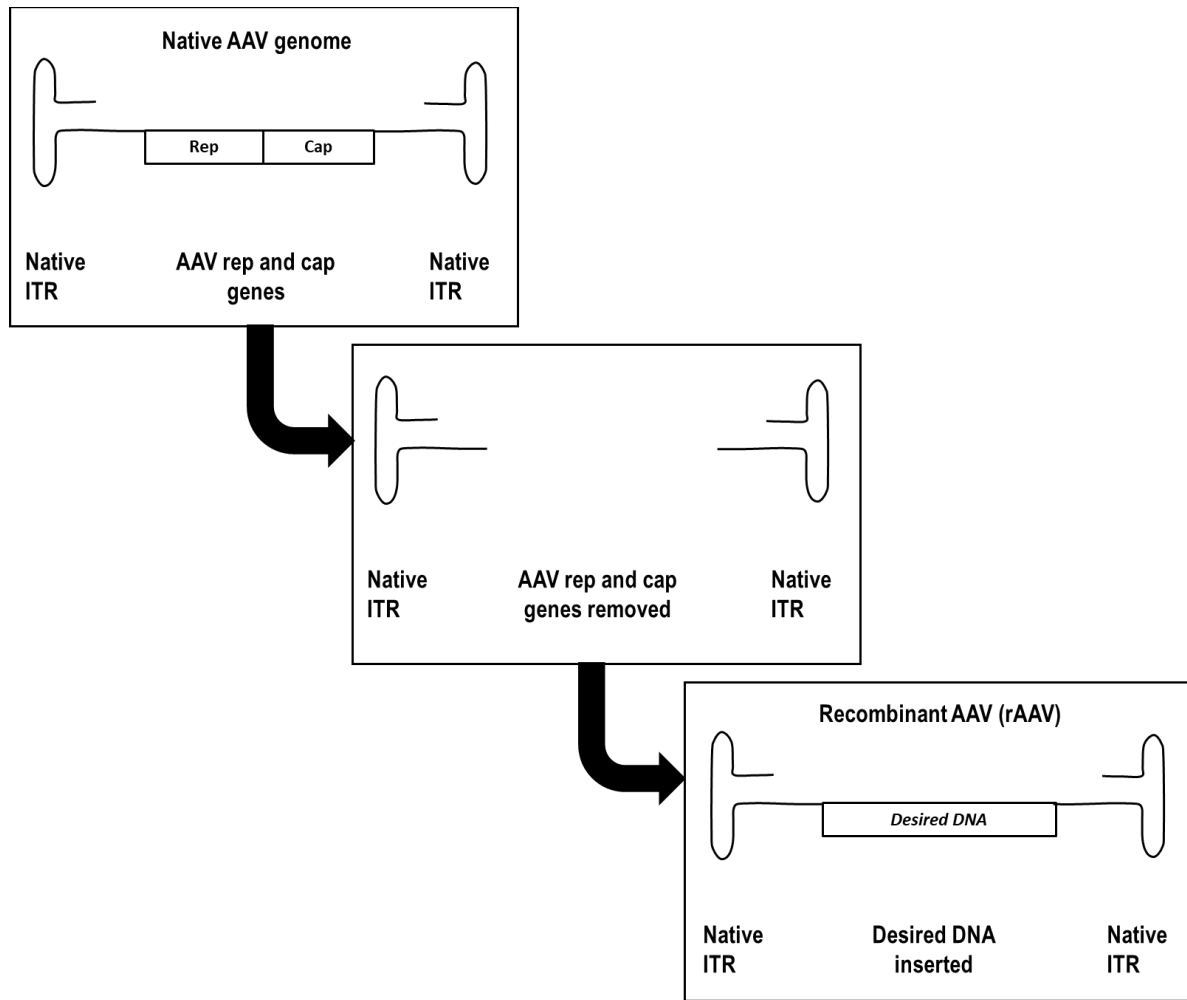 Native AAV genome
Rep
Cap
Native
ITR
AAV rep and cap
genes
Native
ITR
Native
ITR
AAV rep and cap
genes removed
Native
ITR
Recombinant AAV (rAAV)
Desired DNA
Native
ITR
Desired DNA
inserted
Native
ITR